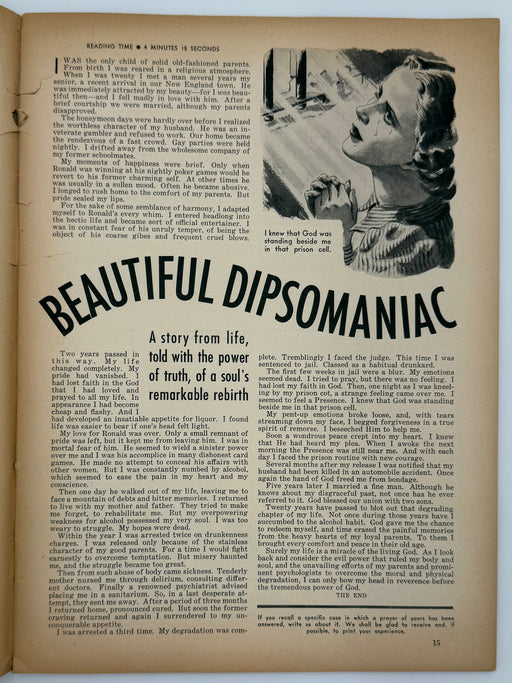 READING TIME ● 4 MINUTES 15 SECONDS
I WAS the only child of solid old-fashioned parents.
From birth I was reared in a religious atmosphere.
When I was twenty I met a man several years my
senior, a recent arrival in our New England town. He
was immediately attracted by my beauty—for I was beau-
tiful then—and I fell madly in love with him. After a
brief courtship we were married, although my parents
disapproved.
The honeymoon days were hardly over before I realized
the worthless character of my husband. He was an in-
veterate gambler and refused to work. Our home became
the rendezvous of a fast crowd. Gay parties were held
nightly. I drifted away from the wholesome company of
my former schoolmates.
My moments of happiness were brief. Only when
Ronald was winning at his nightly poker games would he
revert to his former charming self. At other times he
was usually in a sullen mood. Often he became abusive.
I longed to rush home to the comfort of my parents. But
pride sealed my lips.
For the sake of some semblance of harmony, I adapted
myself to Ronald's every whim. I entered headlong into
the hectic life and became sort of official entertainer. I
was in constant fear of his unruly temper, of being the
object of his coarse gibes and frequent cruel blows.
I knew that God was
standing beside me
in that prison cell.
BEAUTIFUL DIPSOMANIAC
A story from life,
told with the power
of truth, of a soul's
remarkable rebirth
Two years passed in
this way. My life
changed completely. My
pride had vanished. I
had lost faith in the God
that I had loved and
prayed to all my life. In
appearance I had become
cheap and flashy. And I
had developed an insatiable appetite for liquor. I found
life was easier to bear if one's head felt light.
My love for Ronald was over. Only a small remnant of
pride was left, but it kept me from leaving him. I was in
mortal fear of him. He seemed to wield a sinister power
over me and I was his accomplice in many dishonest card
games. He made no attempt to conceal his affairs with
other women. But I was constantly numbed by alcohol,
which seemed to ease the pain in my heart and my
conscience.
Then one day he walked out of my life, leaving me to
face a mountain of debts and bitter memories. I returned
to live with my mother and father. They tried to make
me forget, to rehabilitate me. But my overpowering
weakness for alcohol possessed my very soul. I was too
weary to struggle. My hopes were dead.
Within the year I was arrested twice on drunkenness
charges. I was released only because of the stainless
character of my good parents. For a time I would fight
earnestly to overcome temptation. But misery haunted
me, and the struggle became too great.
Then from such abuse of body came sickness. Tenderly
mother nursed me through delirium, consulting differ-
ent doctors. Finally a renowned psychiatrist advised
placing me in a sanitarium. So, in a last desperate at-
tempt, they sent me away. After a period of three months
I returned home, pronounced cured. But soon the former
craving returned and again I surrendered to my un-
conquerable appetite.
I was arrested a third time. My degradation was com-
plete. Tremblingly I faced the judge. This time I was
sentenced to jail. Classed as a habitual drunkard.
The first few weeks in jail were a blur. My emotions
seemed dead. I tried to pray, but there was no feeling. I
had lost my faith in God. Then, one night as I was kneel-
ing by my prison cot, a strange feeling came over me. I
seemed to feel a Presence. I knew that God was standing
beside me in that prison cell.
My pent-up emotions broke loose, and, with tears
streaming down my face, I begged forgiveness in a true
spirit of remorse. I beseeched Him to help me.
Soon a wondrous peace crept into my heart. I knew
that He had heard my plea. When I awoke the next
morning the Presence was still near me. And with each
day I faced the prison routine with new courage.
Several months after my release I was notified that my
husband had been killed in an automobile accident. Once
again the hand of God freed me from bondage.
Five years later I married a fine man. Although he
knows about my disgraceful past, not once has he ever
referred to it. God blessed our union with two sons.
Twenty years have passed to blot out that degrading
chapter of my life. Not once during those years have I
succumbed to the alcohol habit. God gave me the chance
to redeem myself, and time erased the painful memories
from the heavy hearts of my loyal parents. To them I
brought every comfort and peace in their old age.
Surely my life is a miracle of the living God. As I look
back and consider the evil power that ruled my body and
soul, and the unavailing efforts of my parents and promi-
nent psychologists to overcome the moral and physical
degradation, I can only bow my head in reverence before
the tremendous power of God.
THE END
If you recall a specific case in which a prayer of yours has been
answered, write us about it. We shall be glad to receive and, if
possible, to print your experience.
15